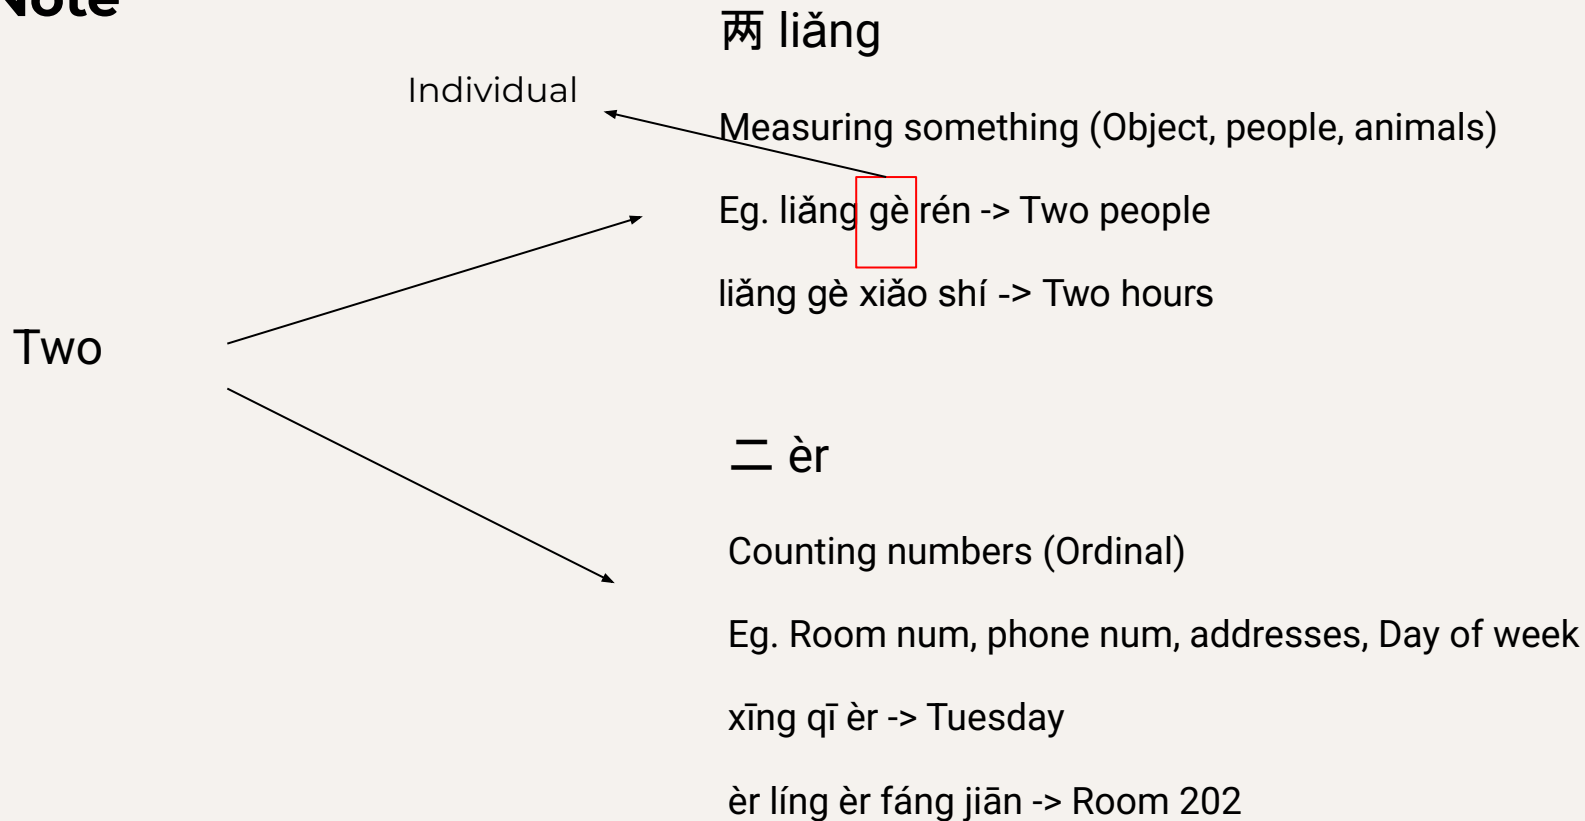 Note
两 liǎng
Individual
Measuring something (Object, people, animals)
Eg. liǎng gè rén -> Two people
liǎng gè xiǎo shí -> Two hours
Two
二 èr
Counting numbers (Ordinal)
Eg. Room num, phone num, addresses, Day of week
xīng qī èr -> Tuesday
èr líng èr fáng jiān -> Room 202